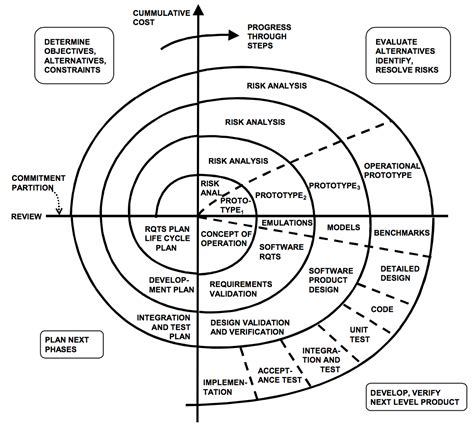 CUMMULATIVE
COST
PROGRESS
THROUGH
STEPS
DETERMINE
OBJECTIVES,
ALTERNATIVES,
CONSTRAINTS
EVALUATE
ALTERNATIVES
IDENTIFY,
RESOLVE RISKS
RISK ANALYSIS
RISK ANALYSIS
RISK ANALYSIS
RISK
ANAL.
PROTO-
TYPE1
PROTOTYPE2
PROTOTYPE3
OPERATIONAL
PROTOTYPE
COMMITMENT
PARTITION
REVIEW
RQTS PLAN
LIFE CYCLE
PLAN
CONCEPT OF
OPERATION
EMULATIONS
MODELS
BENCHMARKS
SOFTWARE
RQTS
SOFTWARE
PRODUCT
DESIGN
DETAILED
DESIGN
DEVELOP-
MENT PLAN
REQUIREMENTS
VALIDATION
CODE
INTEGRATION
AND TEST
PLAN
DESIGN VALIDATION
AND VERIFICATION
UNIT
TEST
INTEGRA-
TION AND
TEST
ACCEPT-
ANCE TEST
IMPLEMEN-
TATION
PLAN NEXT
PHASES
DEVELOP, VERIFY
NEXT LEVEL PRODUCT